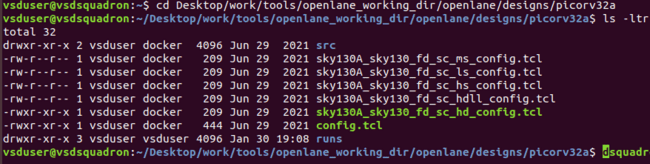 vsduser@vsdsquadron:~$ cd Desktop/work/tools/openlane_working_dir/openlane/designs/picorv32a
vsduser@vsdsquadron:~/Desktop/work/tools/openlane_working_dir/openlane/designs/picorv32a$ ls -ltr
total 32
drwxr-xr-x 2 vsduser docker 4096 Jun 29 2021 src
-rw-r--r-- 1 vsduser docker 209 Jun 29 2021 sky130A_sky130_fd_sc_ms_config.tcl
-rw-r--r-- 1 vsduser docker 209 Jun 29 2021 sky130A_sky130_fd_sc_ls_config.tcl
-rw-r--r-- 1 vsduser docker 209 Jun 29 2021 sky130A_sky130_fd_sc_hs_config.tcl
-rw-r--r-- 1 vsduser docker 209 Jun 29 2021 sky130A_sky130_fd_sc_hdll_config.tcl
-rwxr-xr-x 1 vsduser docker 209 Jun 29 2021 sky130A_sky130_fd_sc_hd_config.tcl
-rwxr-xr-x 1 vsduser docker 444 Jun 29 2021 config.tcl
drwxr-xr-x 3 vsduser vsduser 4096 Jan 30 19:08 runs
vsduser@vsdsquadron:~/Desktop/work/tools/openlane_working_dir/openlane/designs/picorv32a$ dsquadr